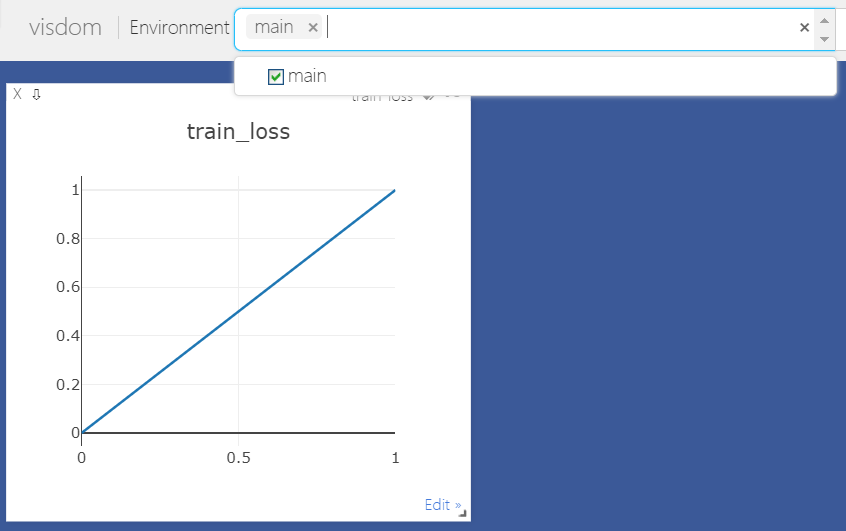 visdom Environment main ×
main
X train_loss
train_loss
1
0.8
0.6
0.4
0.2
0
0 0.5 1
Edit »